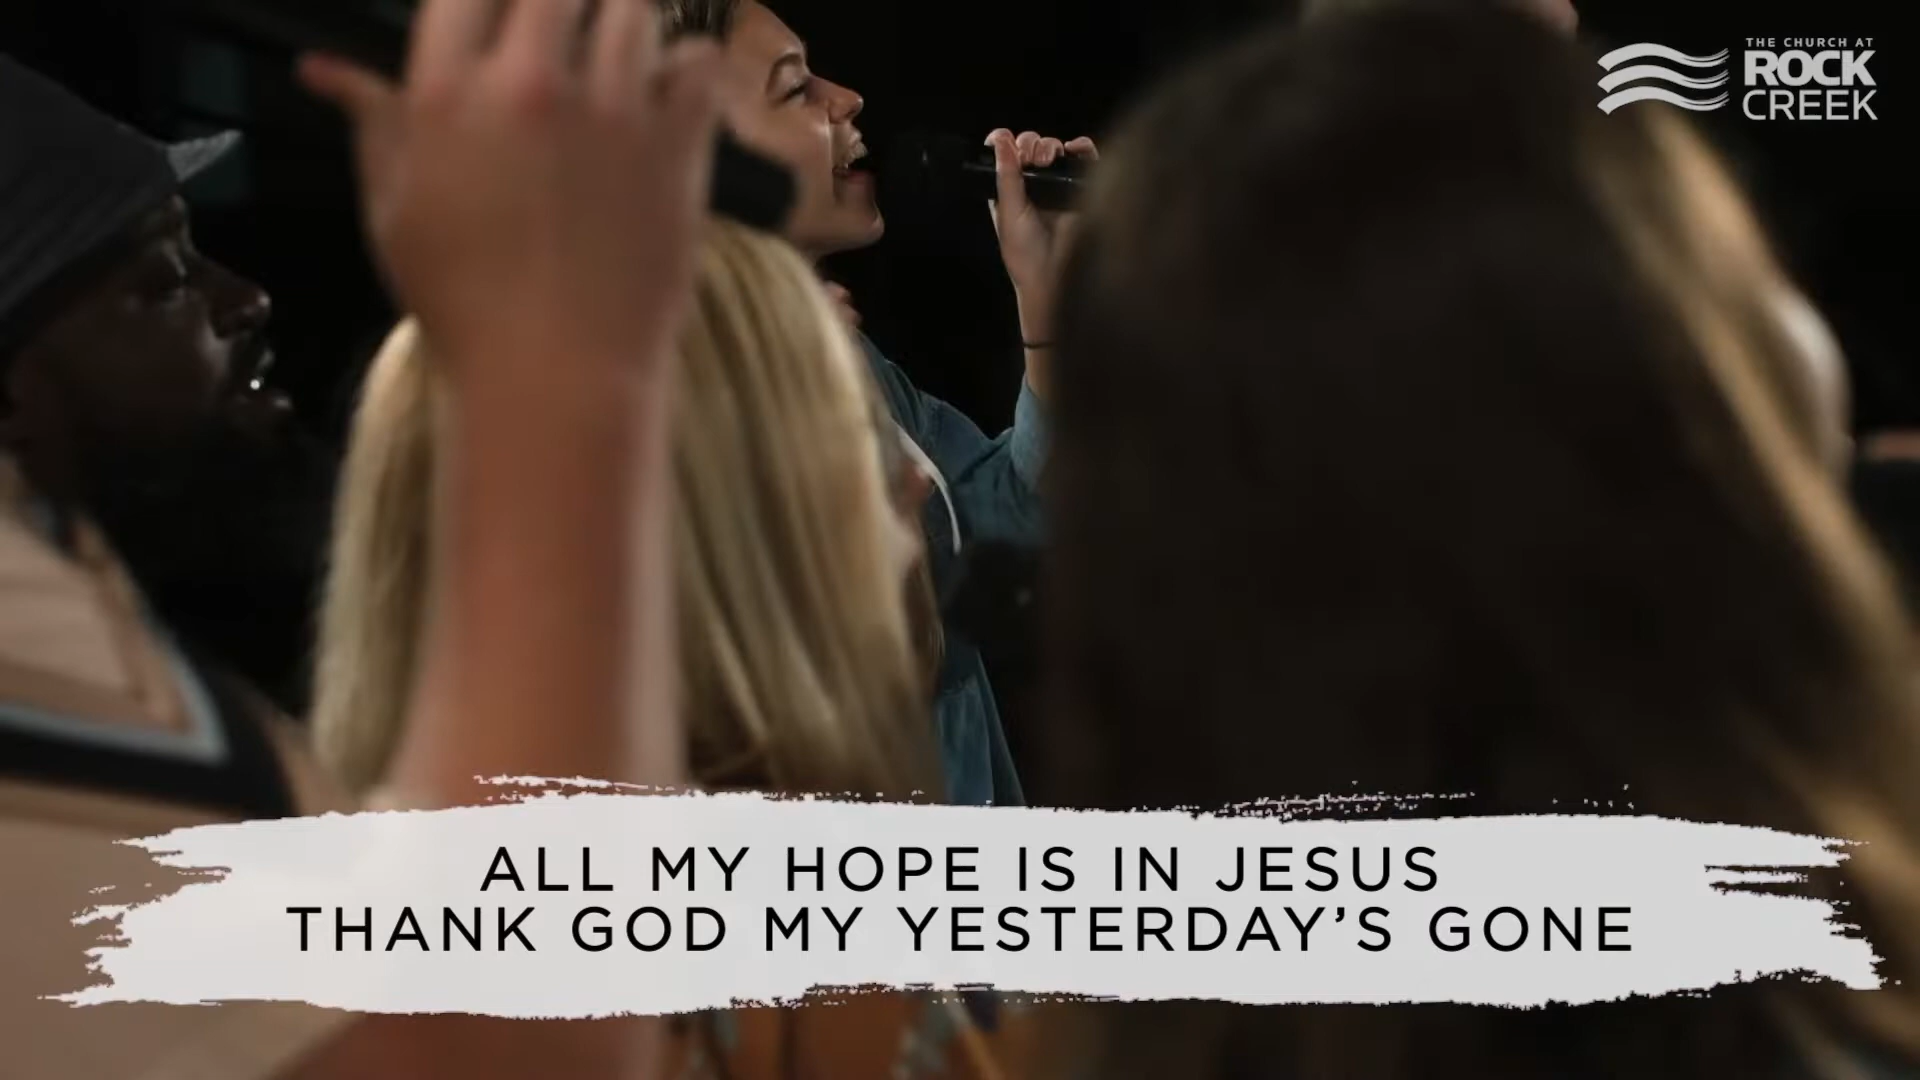 THE CHURCH AT
ROCK
CREEK
ALL MY HOPE IS IN JESUS
THANK GOD MY YESTERDAY’S GONE